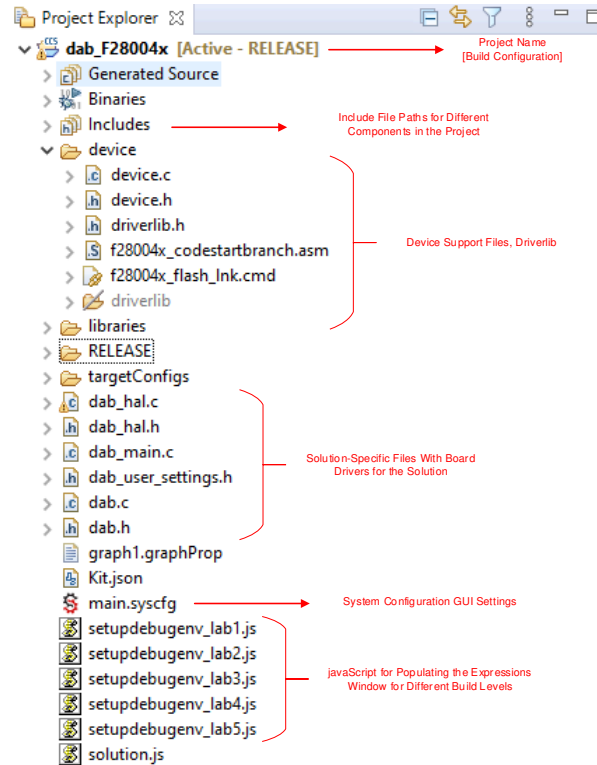 Project Explorer
dab_F28004x [Active - RELEASE]
Project Name
[Build Configuration]
Generated Source
Binaries
Includes
Include File Paths for Different
Components in the Project
device
device.c
device.h
driverlib.h
f28004x_codestartbranch.asm
f28004x_flash_lnk.cmd
driverlib
Device Support Files, Driverlib
libraries
RELEASE
targetConfigs
dab_hal.c
dab_hal.h
dab_main.c
dab_user_settings.h
dab.c
dab.h
Solution-Specific Files With Board
Drivers for the Solution
graph1.graphProp
Kit.json
main.syscfg
System Configuration GUI Settings
setupdebugenv_lab1.js
setupdebugenv_lab2.js
setupdebugenv_lab3.js
setupdebugenv_lab4.js
setupdebugenv_lab5.js
javaScript for Populating the Expressions
Window for Different Build Levels
solution.js